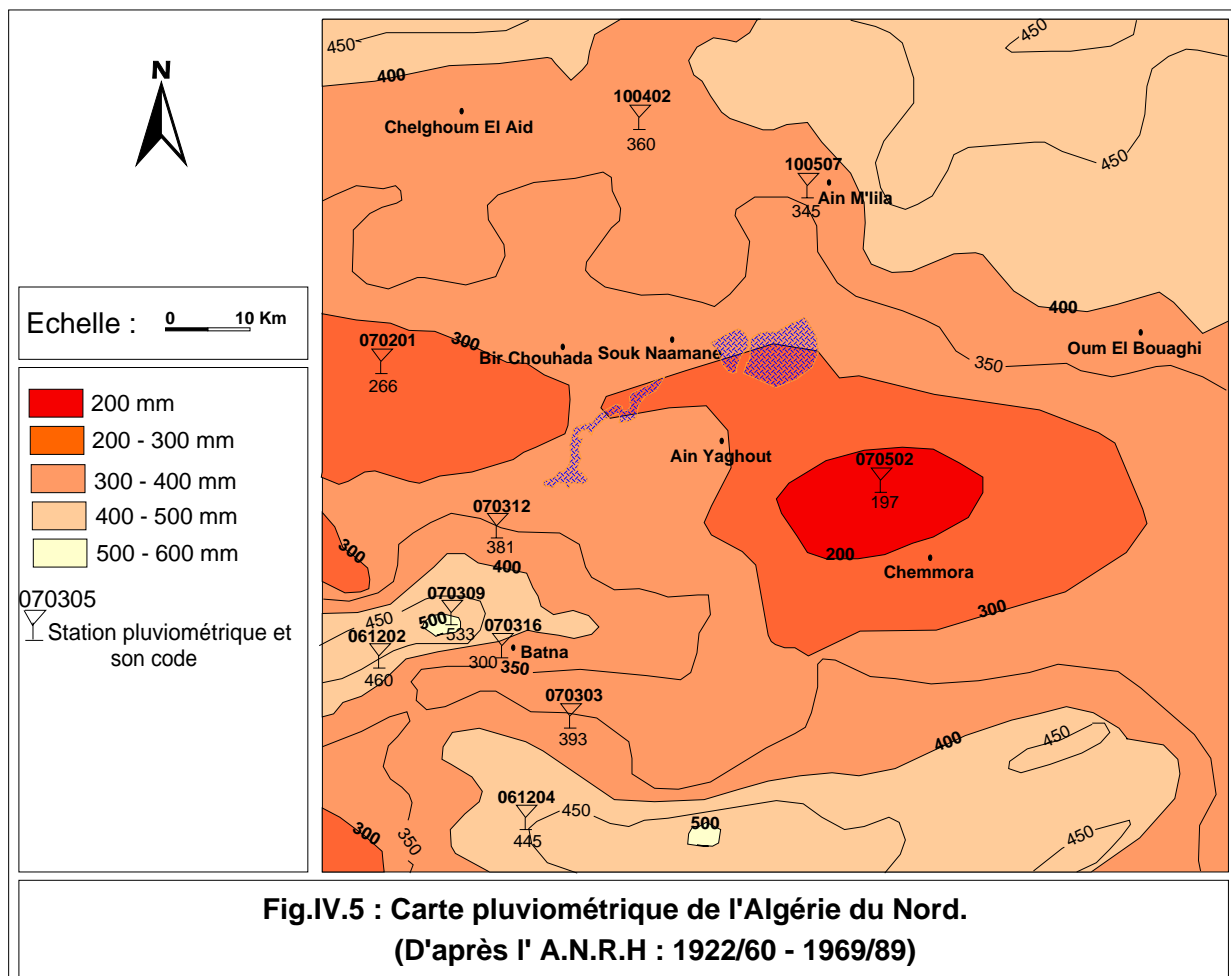 N
Echelle :
0 10 Km
200 mm
200 - 300 mm
300 - 400 mm
400 - 500 mm
500 - 600 mm
070305
Station pluviométrique et
son code
450
450
400
100402
Chelghoum El Aid
360
450
100507
Ain M'lila
345
400
300
070201
Bir Chouhada
Souk Naamane
Oum El Bouaghi
350
266
Ain Yaghout
070502
197
070312
381
300
400
200
Chemmora
070309
450
500
533
300
061202
070316
Batna
300
350
460
070303
393
400
450
061204
450
500
445
300
350
450
Fig.IV.5 : Carte pluviométrique de l'Algérie du Nord.
(D'après l' A.N.R.H : 1922/60 - 1969/89)